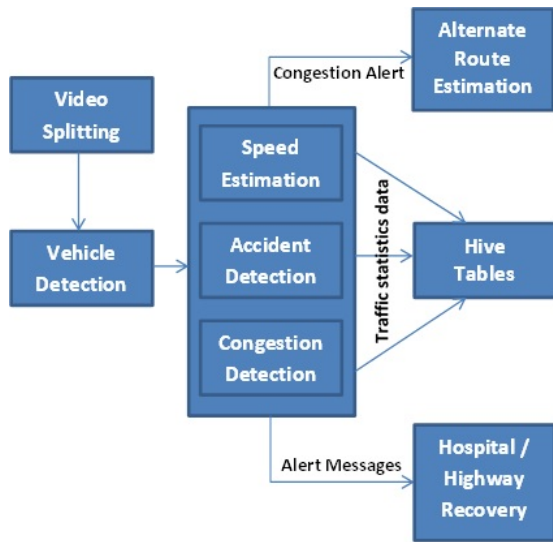 Video
Splitting
Vehicle
Detection
Speed
Estimation
Accident
Detection
Congestion
Detection
Congestion Alert
Alternate
Route
Estimation
Traffic statistics data
Hive
Tables
Alert Messages
Hospital /
Highway
Recovery